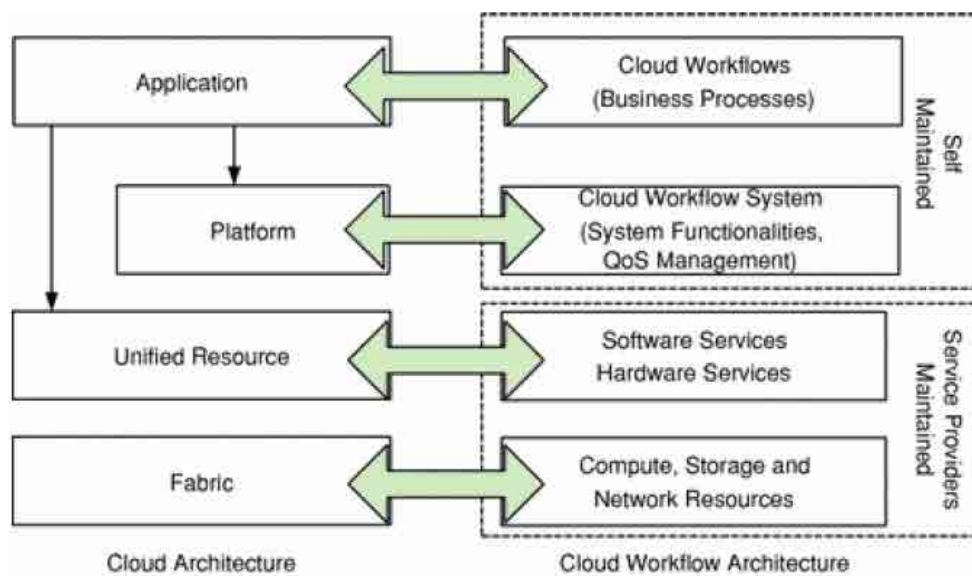 Application
Cloud Workflows
(Business Processes)
Self
Maintained
Platform
Cloud Workflow System
(System Functionalities,
QoS Management)
Unified Resource
Software Services
Hardware Services
Service Providers
Maintained
Fabric
Compute, Storage and
Network Resources
Cloud Architecture
Cloud Workflow Architecture